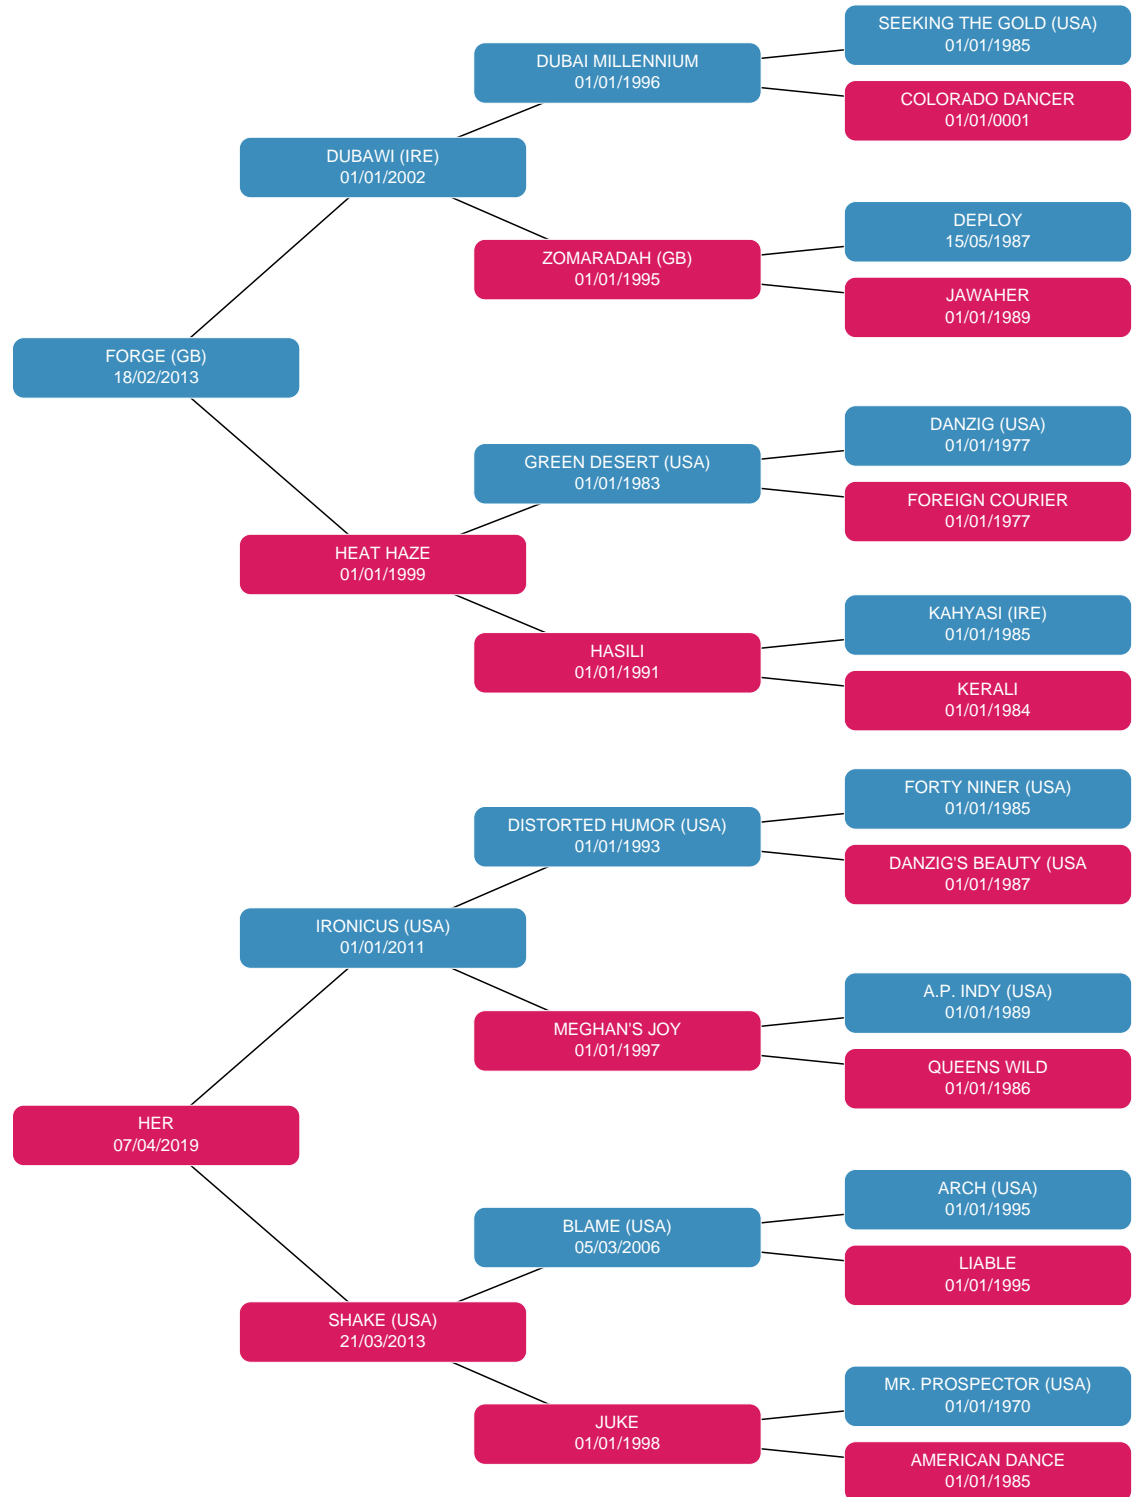 SEEKING THE GOLD (USA)
01/01/1985
DUBAI MILLENNIUM
01/01/1996
COLORADO DANCER
01/01/0001
DUBAWI (IRE)
01/01/2002
DEPLOY
15/05/1987
ZOMARADAH (GB)
01/01/1995
JAWAHER
01/01/1989
FORGE (GB)
18/02/2013
DANZIG (USA)
01/01/1977
GREEN DESERT (USA)
01/01/1983
FOREIGN COURIER
01/01/1977
HEAT HAZE
01/01/1999
KAHYASI (IRE)
01/01/1985
HASILI
01/01/1991
KERALI
01/01/1984
FORTY NINER (USA)
01/01/1985
DISTORTED HUMOR (USA)
01/01/1993
DANZIG'S BEAUTY (USA
01/01/1987
IRONICUS (USA)
01/01/2011
A.P. INDY (USA)
01/01/1989
MEGHAN'S JOY
01/01/1997
QUEENS WILD
01/01/1986
HER
07/04/2019
ARCH (USA)
01/01/1995
BLAME (USA)
05/03/2006
LIABLE
01/01/1995
SHAKE (USA)
21/03/2013
MR. PROSPECTOR (USA)
01/01/1970
JUKE
01/01/1998
AMERICAN DANCE
01/01/1985